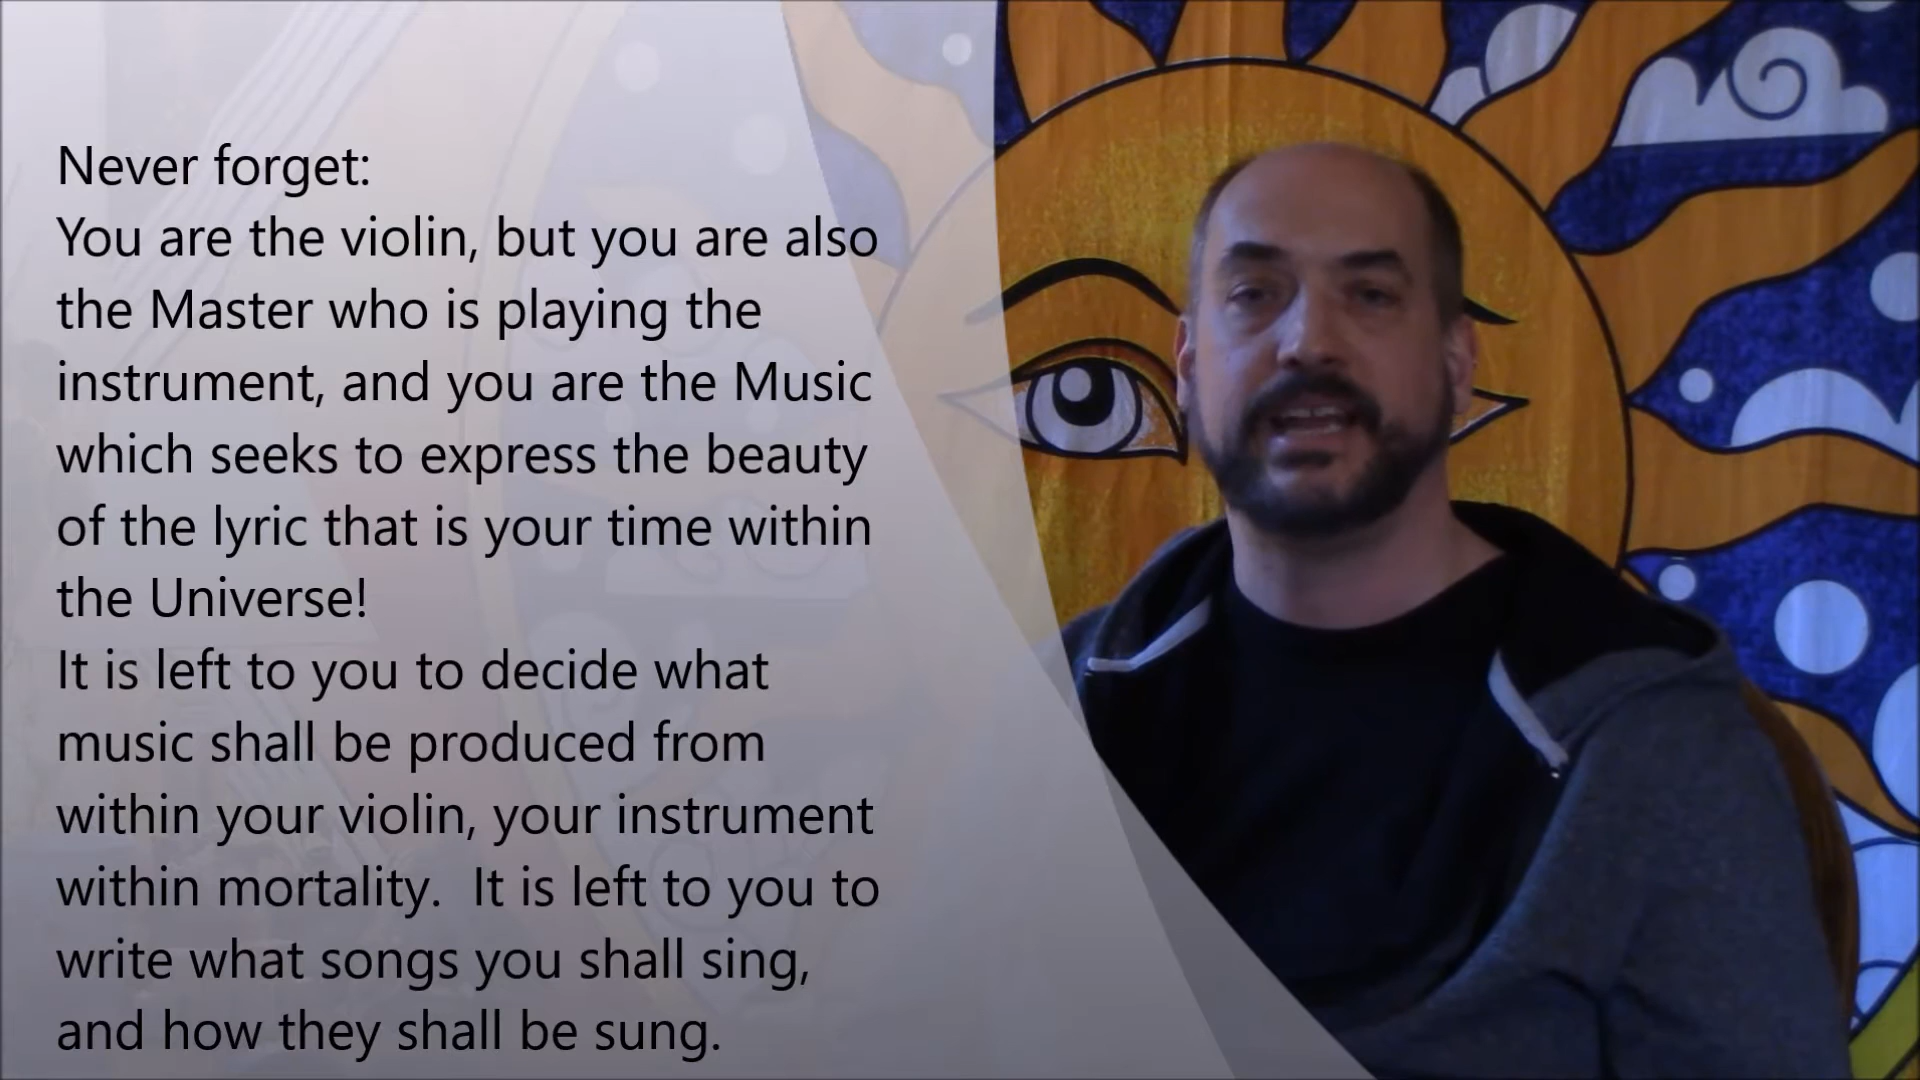 Never forget:
You are the violin, but you are also
the Master who is playing the
instrument, and you are the Music
which seeks to express the beauty
of the lyric that is your time within
the Universe!
It is left to you to decide what
music shall be produced from
within your violin, your instrument
within mortality.  It is left to you to
write what songs you shall sing,
and how they shall be sung.